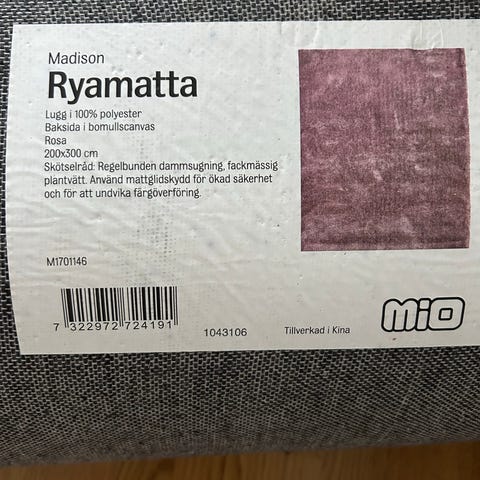 Madison
Ryamatta
Lugg i 100% polyester
Baksida i bomullscanvas
Rosa
200x300 cm
Skötselråd: Regelbunden dammsugning, fackmässig
plantvätt. Använd mattglidskydd för ökad säkerhet
och för att undvika färgöverföring.
M1701146
7 322972 724191
1043106
Tillverkad i Kina
MiO